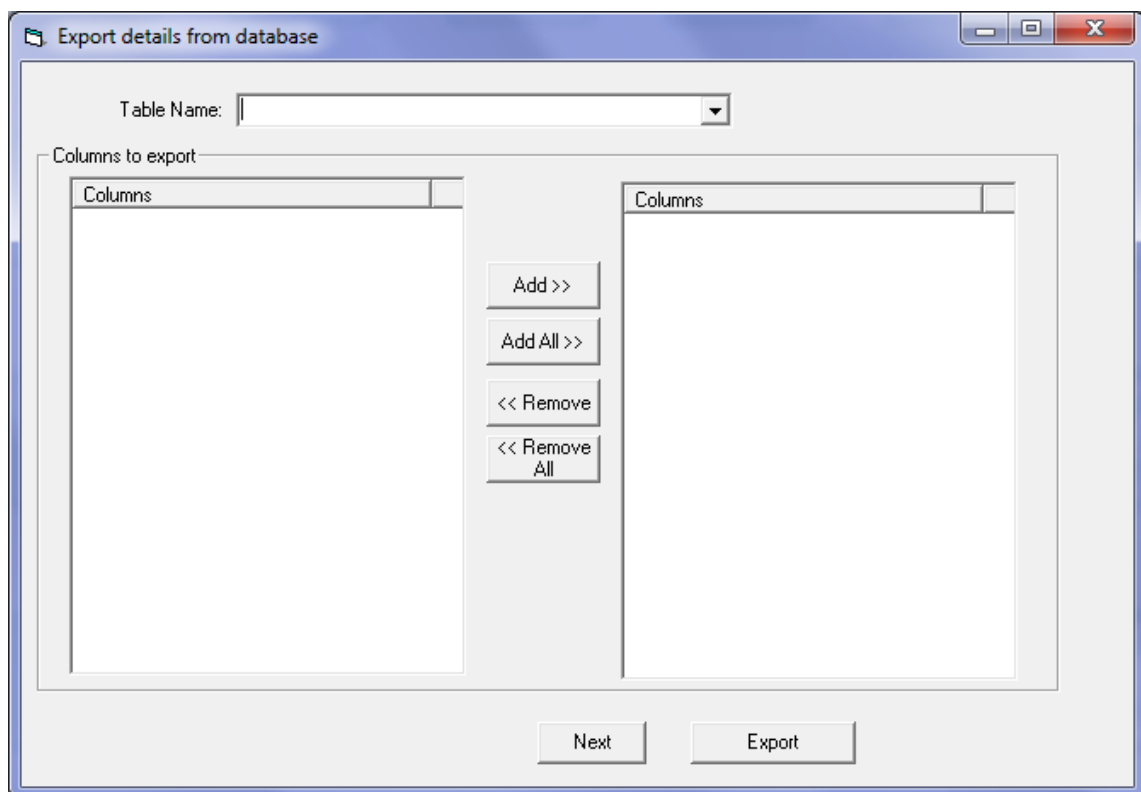 Export details from database
Table Name:
Columns to export
Columns
Columns
Add >>
Add All >>
<< Remove
<< Remove
All
Next
Export